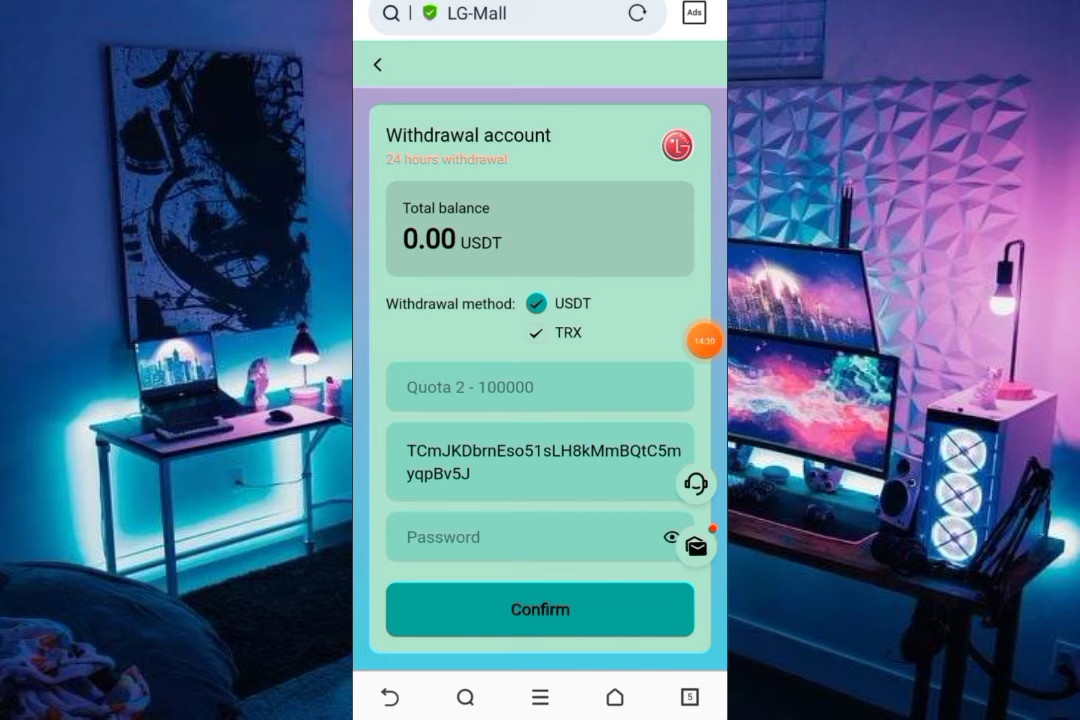 LG-Mall
Ads
Withdrawal account
24 hours withdrawal
LG
Total balance
0.00 USDT
Withdrawal method:
USDT
TRX
14:30
Quota 2 - 100000
TCmJKDbrnEso51sLH8kMmBQtC5m
yqpBv5J
Password
Confirm
5